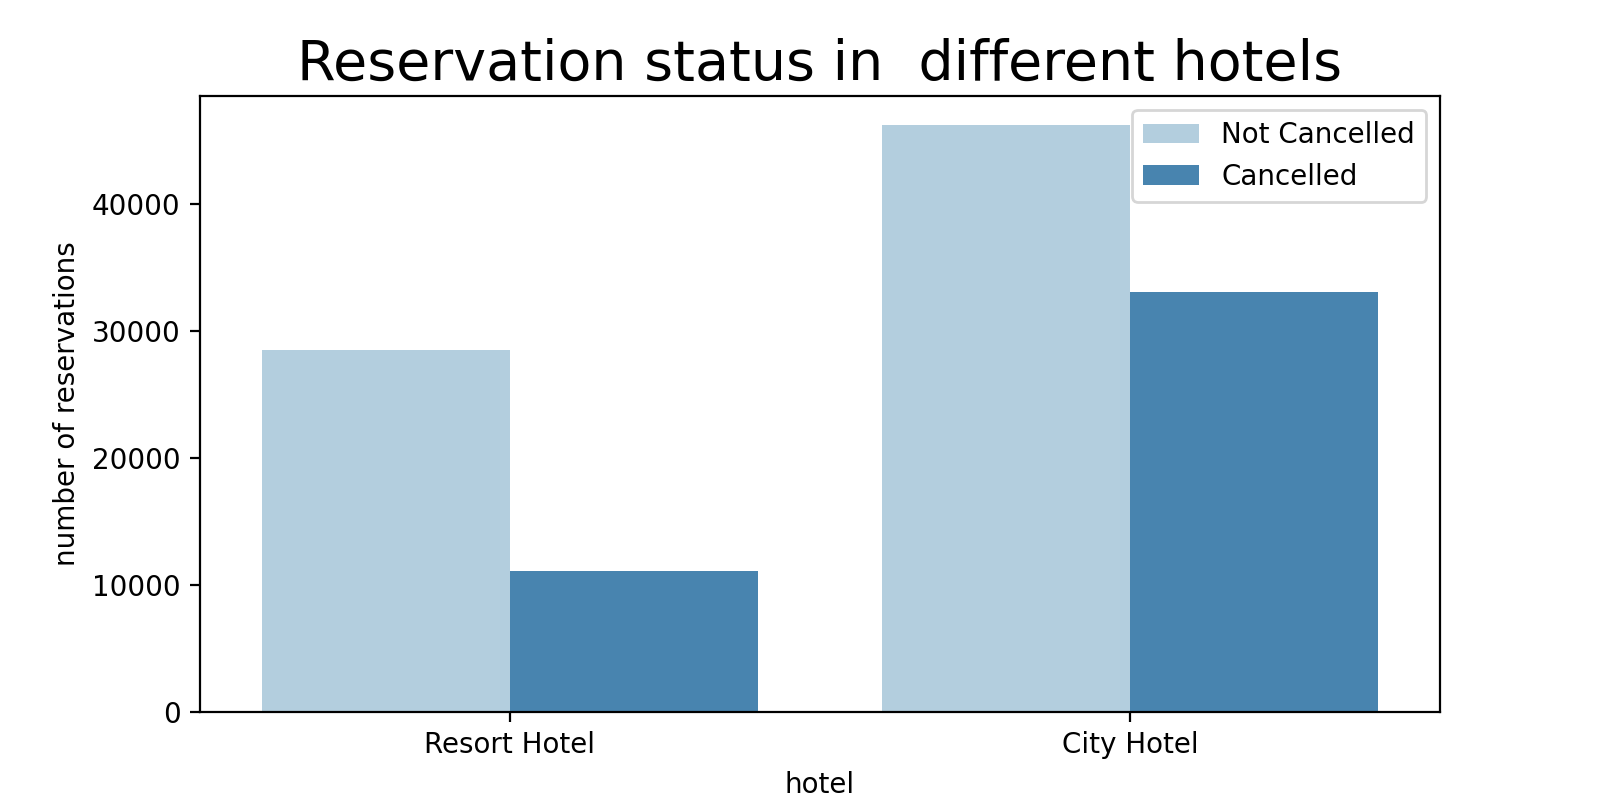 Reservation status in  different hotels
Not Cancelled
Cancelled
number of reservations
40000
30000
20000
10000
0
Resort Hotel
City Hotel
hotel